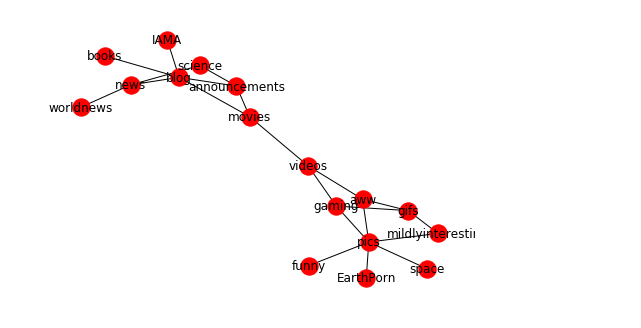 IAMA
books
science
blog
news
announcements
worldnews
movies
videos
aww
gaming
gifs
mildlyinterestin
pics
funny
space
EarthPorn